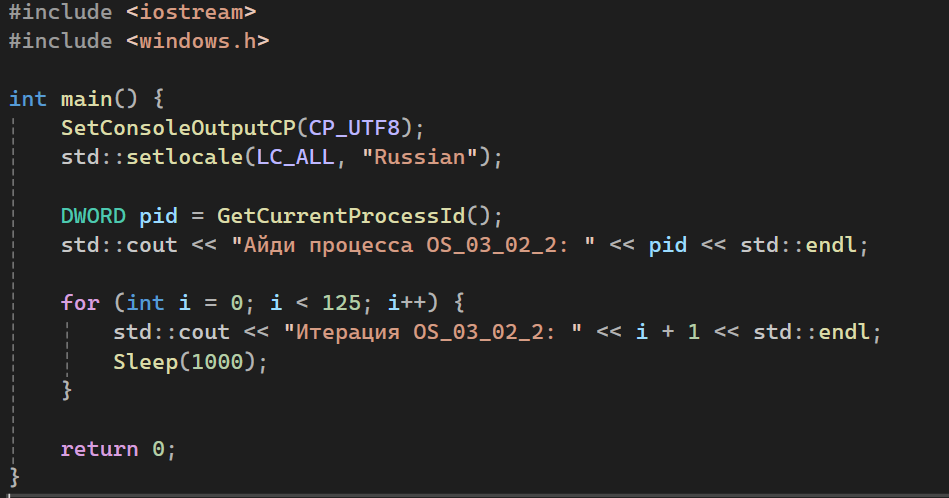 #include <iostream>
#include <windows.h>
int main() {
SetConsoleOutputCP(CP_UTF8);
std::setlocale(LC_ALL, "Russian");
DWORD pid = GetCurrentProcessId();
std::cout << "Айди процесса OS_03_02_2: " << pid << std::endl;
for (int i = 0; i < 125; i++) {
std::cout << "Итерация OS_03_02_2: " << i + 1 << std::endl;
Sleep(1000);
}
return 0;
}